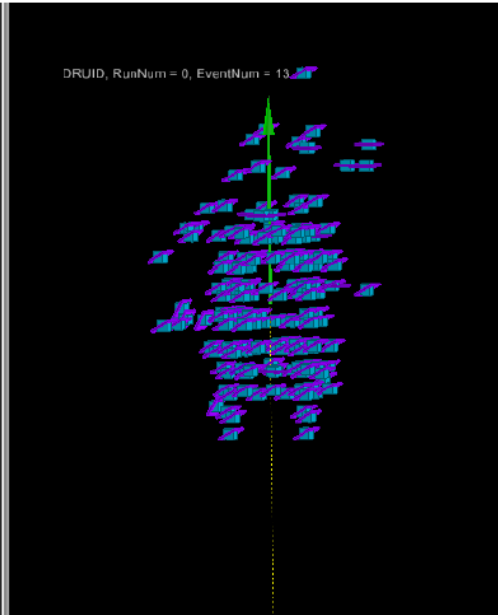 DRUID, RunNum = 0, EventNum = 13